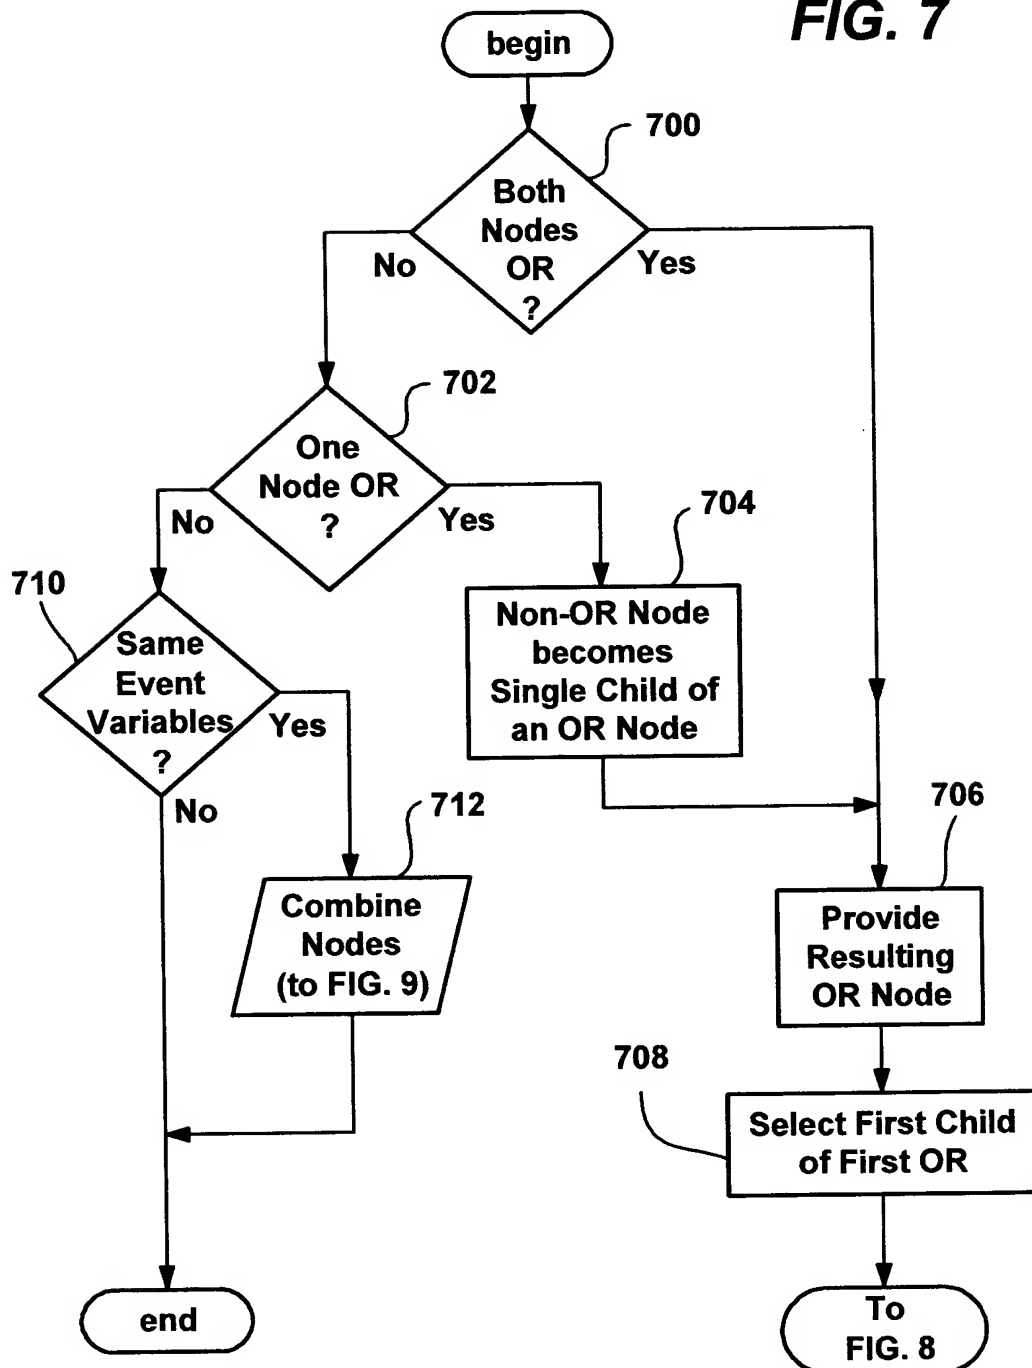 FIG. 7
begin
700
Both
Nodes
OR
?
No
Yes
702
One
Node OR
?
No
Yes
704
Non-OR Node
becomes
Single Child of
an OR Node
710
Same
Event
Variables
?
Yes
No
712
Combine
Nodes
(to FIG. 9)
706
Provide
Resulting
OR Node
708
Select First Child
of First OR
end
To
FIG. 8